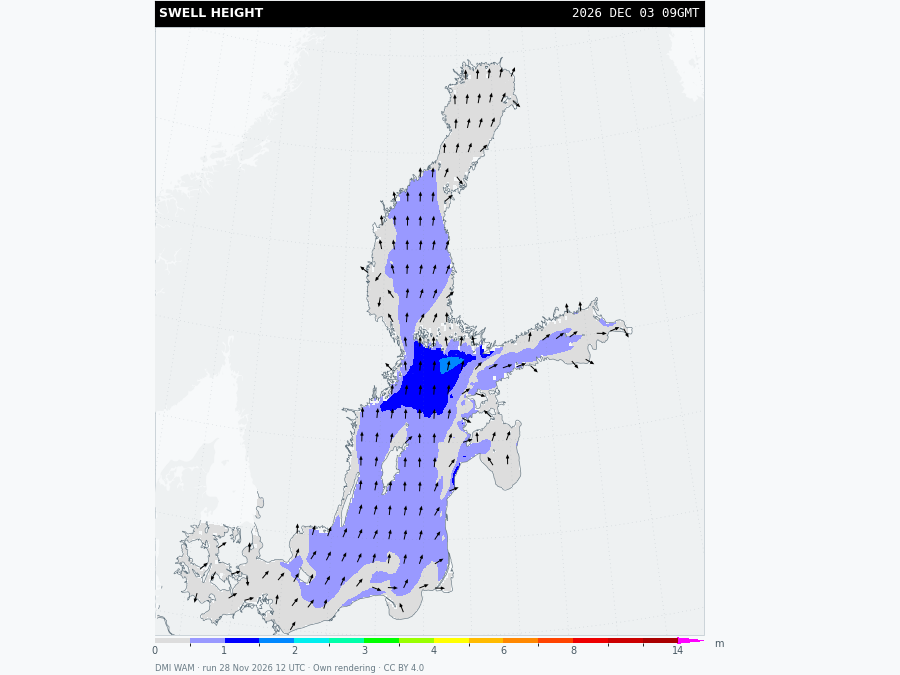 SWELL HEIGHT 2026 DEC 03 09GMT
0 1 2 3 4 6 8 14 m
DMI WAM · run 28 Nov 2026 12 UTC · Own rendering · CC BY 4.0